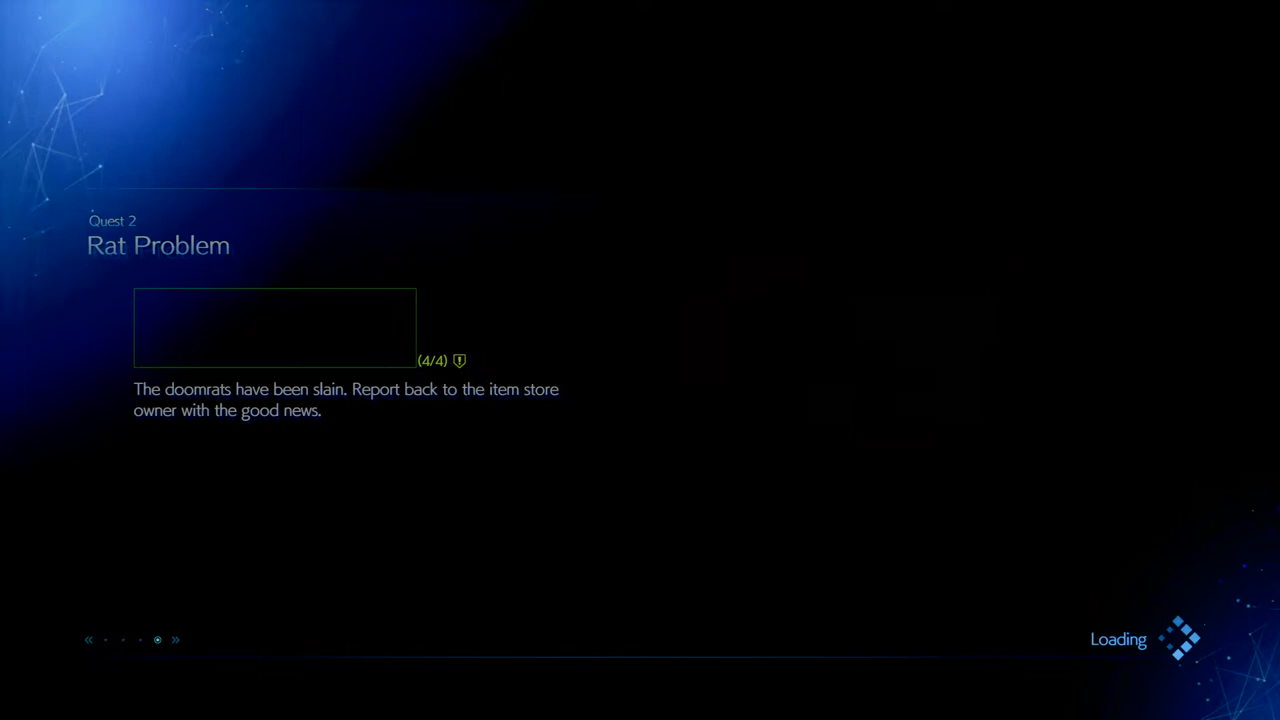 Quest 2
Rat Problem
(4/4)
The doomrats have been slain. Report back to the item store
owner with the good news.
Loading